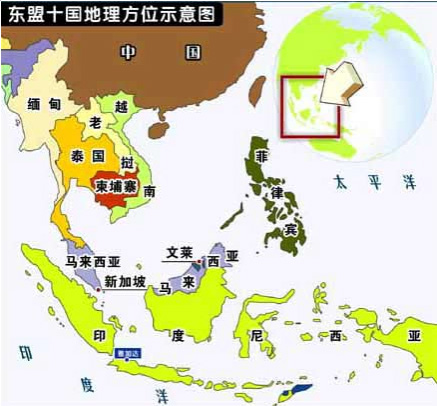 东盟十国地理方位示意图
中国
缅甸
老挝
越南
泰国
柬埔寨
菲律宾
太平洋
文莱
马来西亚
马来西亚
新加坡
印度尼西亚
雅加达
印度洋